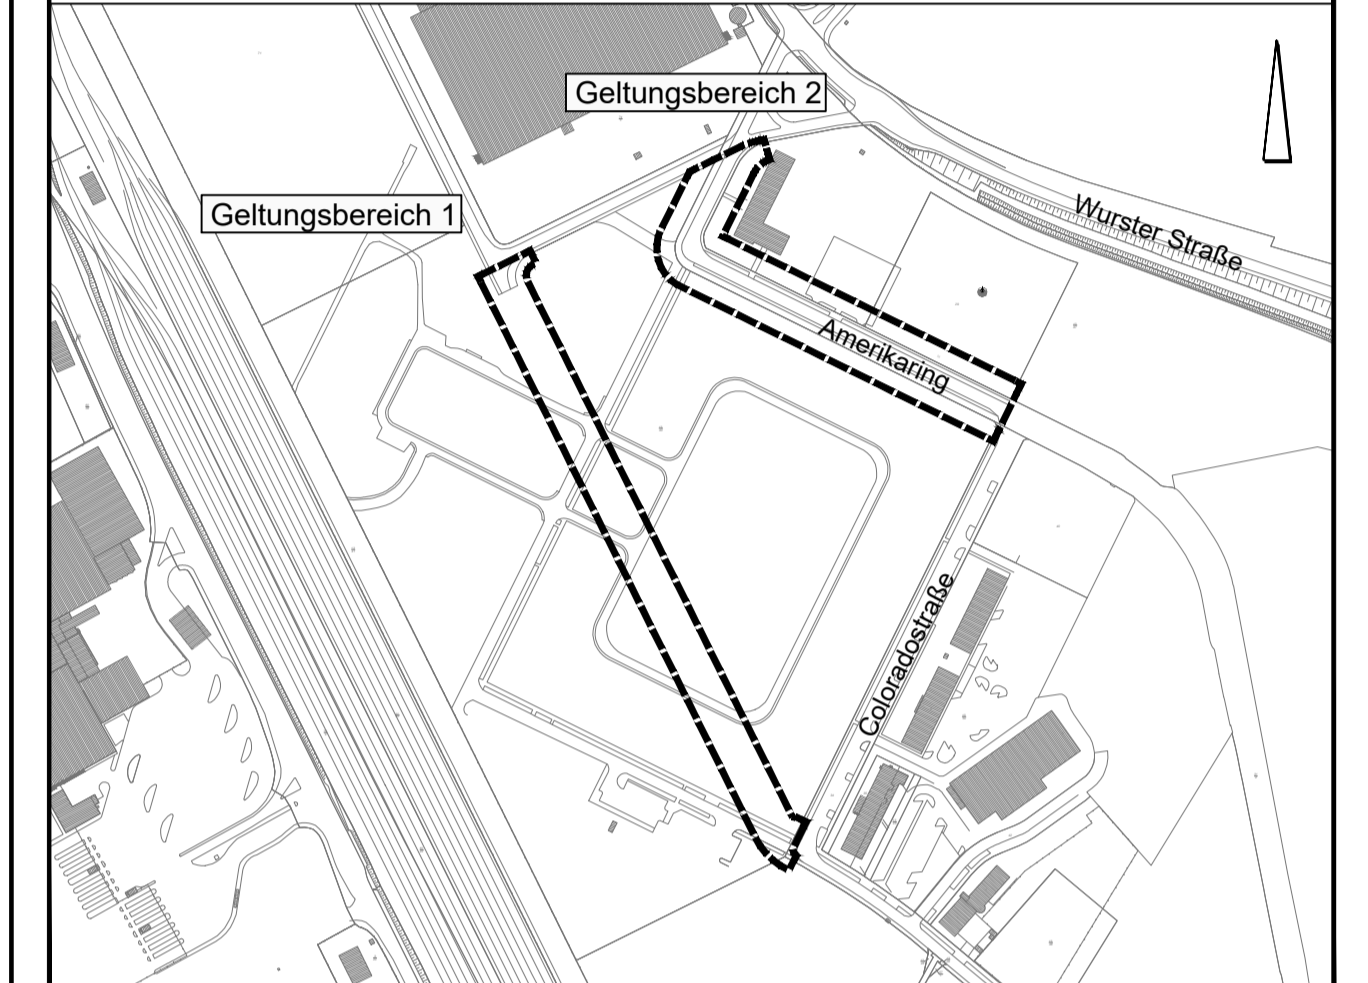 Geltungsbereich 2
Geltungsbereich 1
Wurster Straße
Amerikaring
Coloradostraße